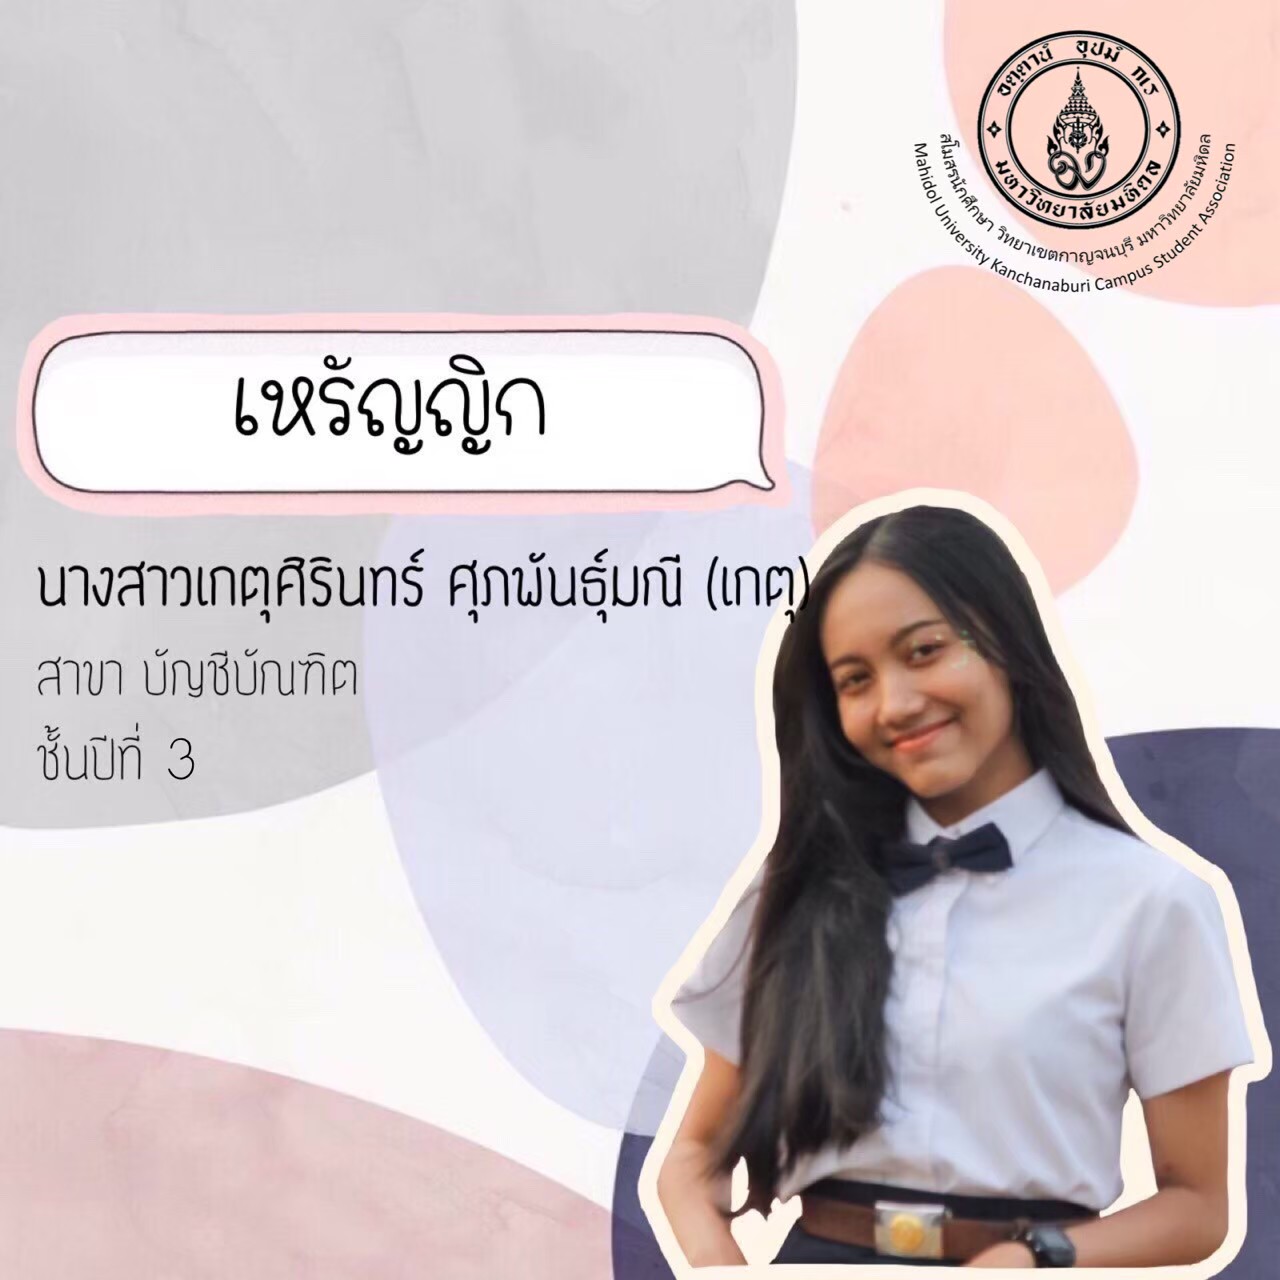 อตฺตานํ อุปมํ กเร
มหาวิทยาลัยมหิดล
สโมสรนักศึกษา วิทยาเขตกาญจนบุรี มหาวิทยาลัยมหิดล
Mahidol University Kanchanaburi Campus Student Association
เหรัญญิก
นางสาวเกตุศิรินทร์ ศุภพันธุ์มณี (เกตุ)
สาขา บัญชีบัณฑิต
ชั้นปีที่ 3